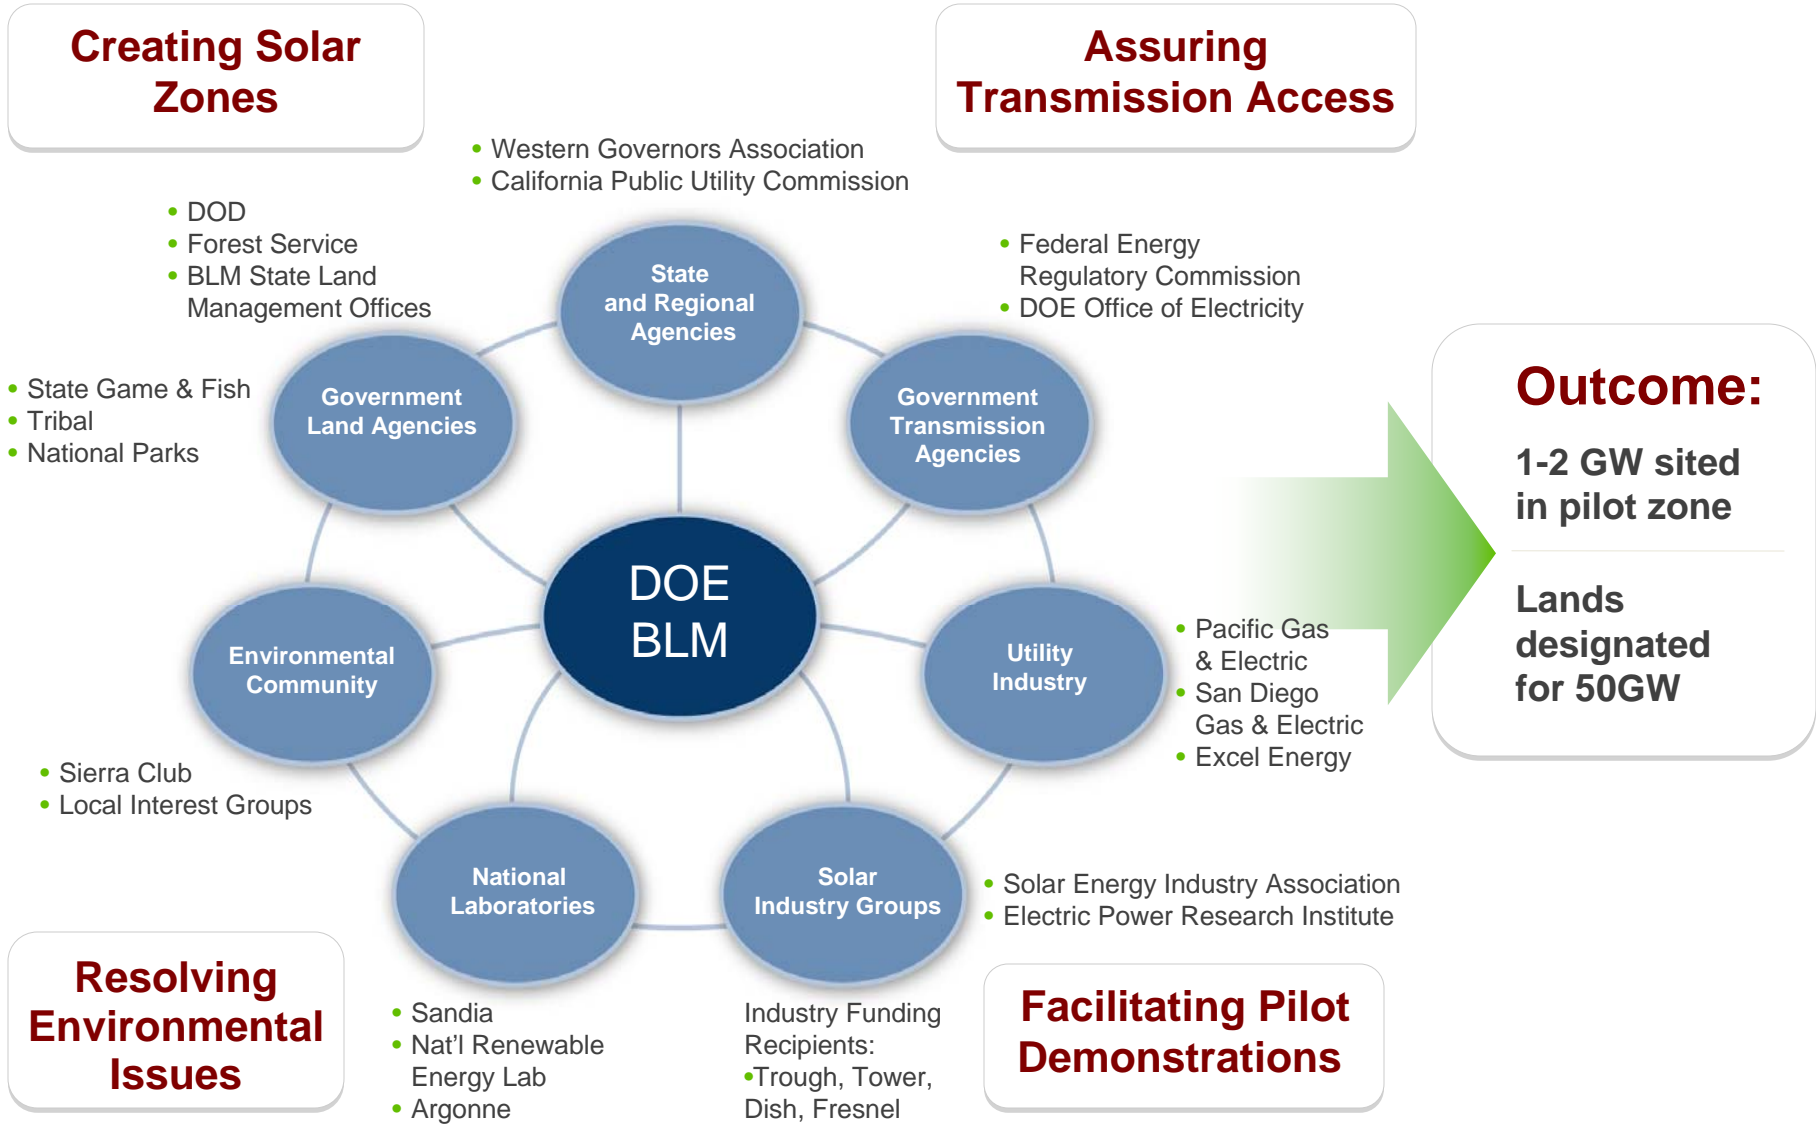 Creating Solar
Zones
Assuring
Transmission Access
• Western Governors Association
• California Public Utility Commission
• DOD
• Forest Service
• BLM State Land
Management Offices
• Federal Energy
Regulatory Commission
• DOE Office of Electricity
State
and Regional
Agencies
• State Game & Fish
• Tribal
• National Parks
Government
Land Agencies
Government
Transmission
Agencies
Outcome:
1-2 GW sited
in pilot zone
Lands
designated
for 50GW
DOE
BLM
Environmental
Community
Utility
Industry
• Pacific Gas
& Electric
• San Diego
Gas & Electric
• Excel Energy
• Sierra Club
• Local Interest Groups
National
Laboratories
Solar
Industry Groups
• Solar Energy Industry Association
• Electric Power Research Institute
Resolving
Environmental
Issues
• Sandia
• Nat’l Renewable
Energy Lab
• Argonne
Industry Funding
Recipients:
•Trough, Tower,
Dish, Fresnel
Facilitating Pilot
Demonstrations